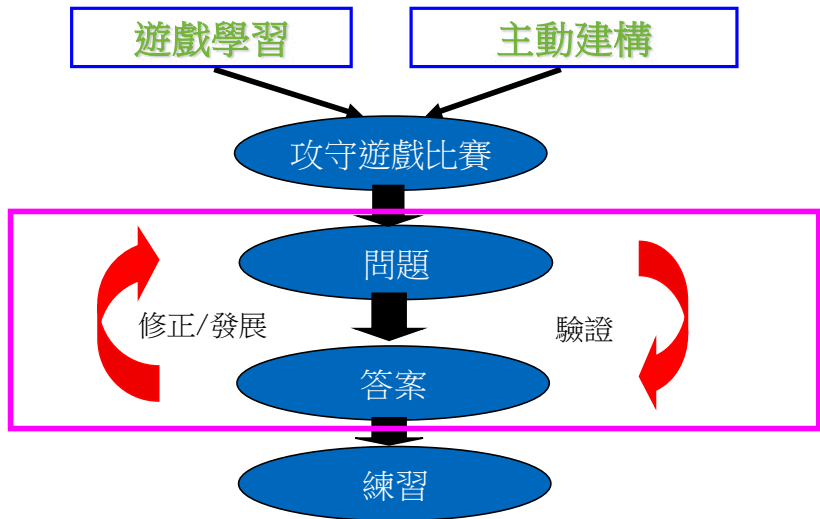 遊戲學習
主動建構
攻守遊戲比賽
問題
修正/發展
驗證
答案
練習